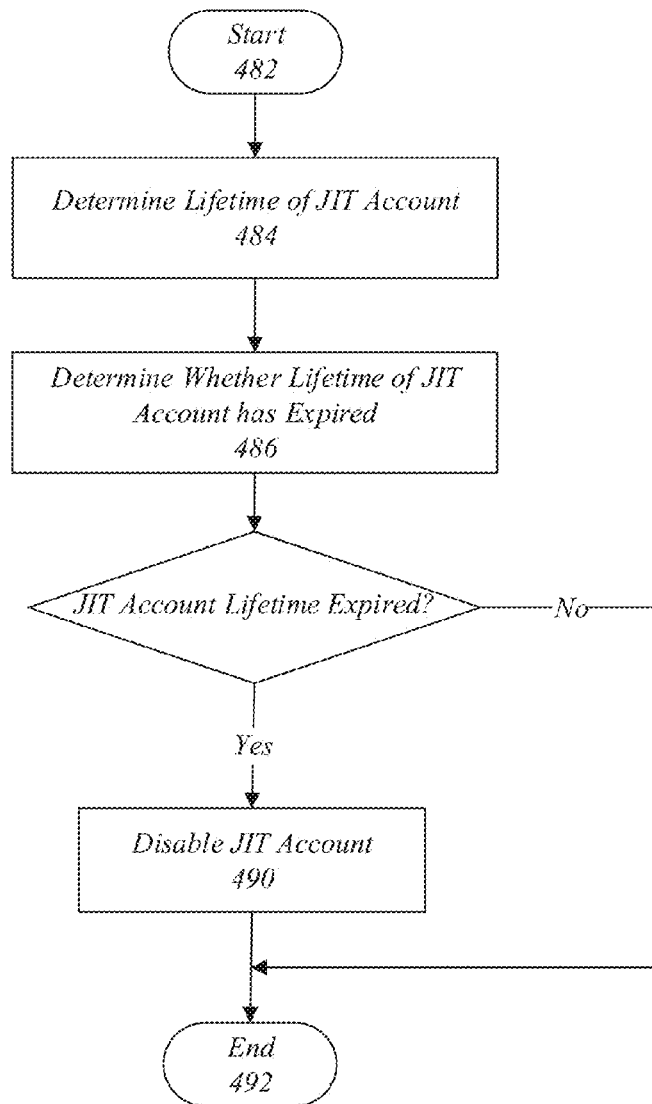 Start
482
Determine Lifetime of JIT Account
484
Determine Whether Lifetime of JIT
Account has Expired
486
JIT Account Lifetime Expired?
No
Yes
Disable JIT Account
490
End
492